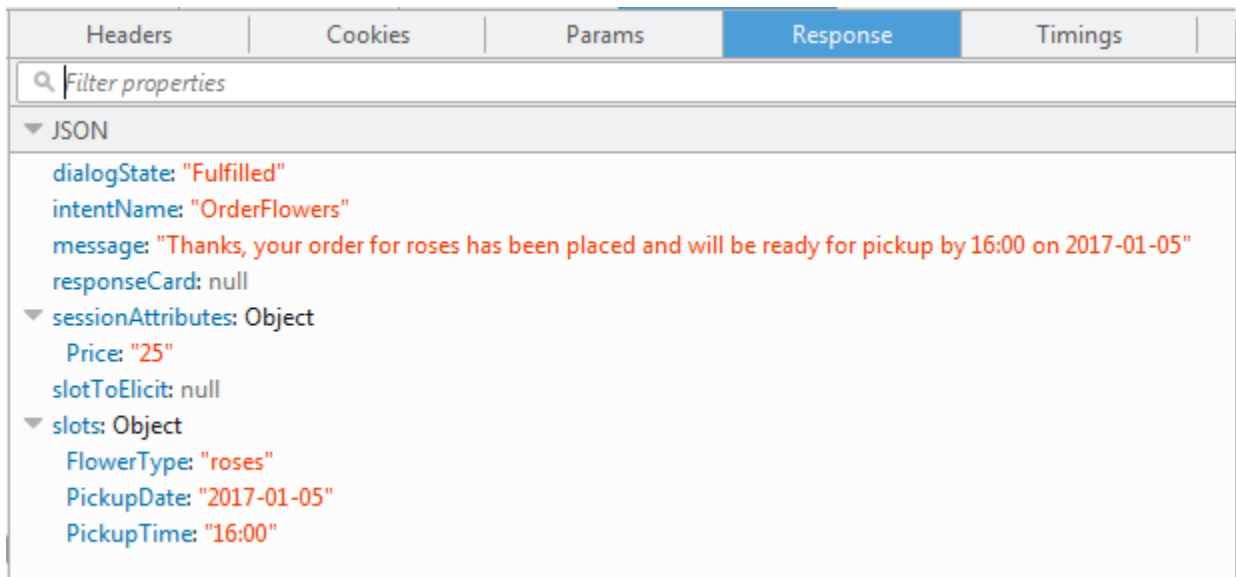 Headers Cookies Params Response Timings
Filter properties
JSON
dialogState: "Fulfilled"
intentName: "OrderFlowers"
message: "Thanks, your order for roses has been placed and will be ready for pickup by 16:00 on 2017-01-05"
responseCard: null
sessionAttributes: Object
Price: "25"
slotToElicit: null
slots: Object
FlowerType: "roses"
PickupDate: "2017-01-05"
PickupTime: "16:00"